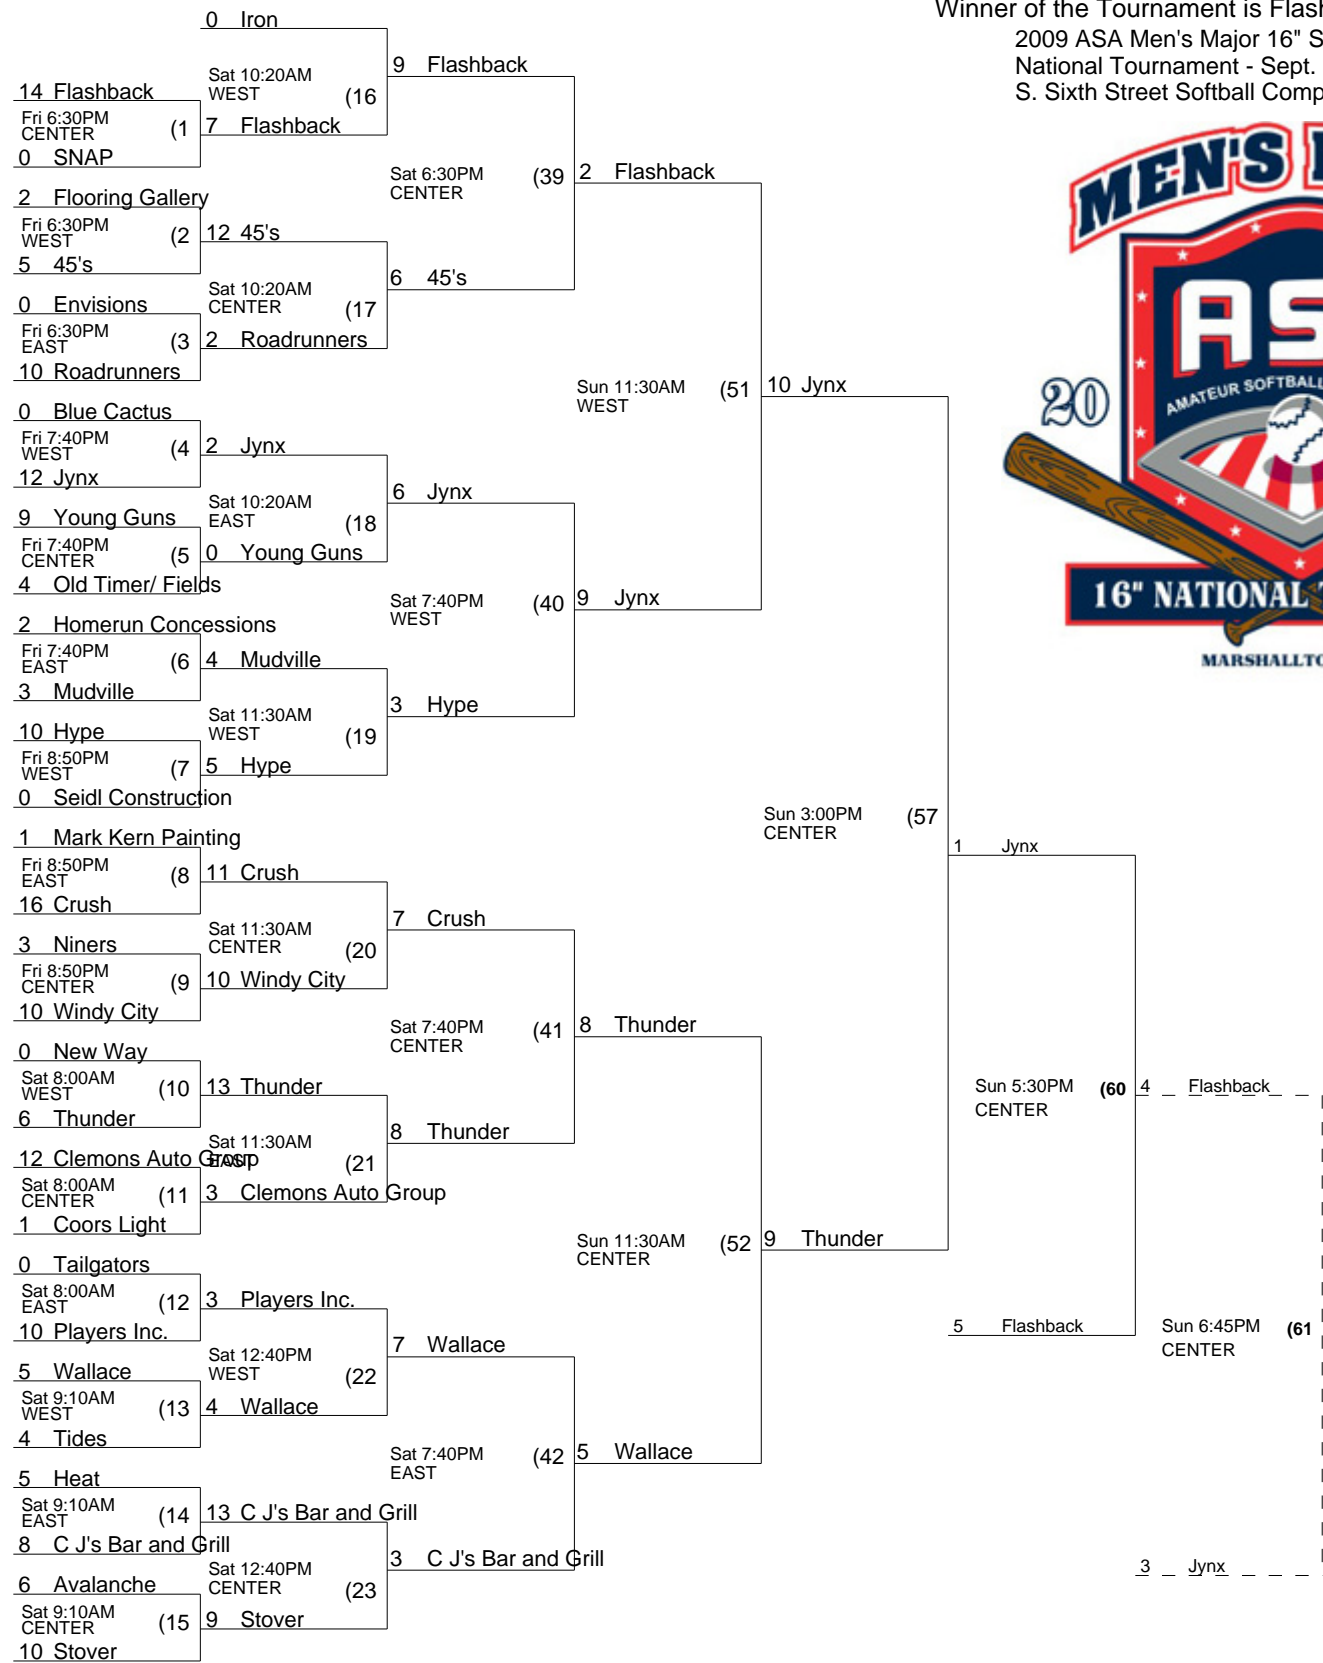 Winner of the Tournament is
2009 ASA Men's Major 16"
National Tournament - Sept.
S. Sixth Street Softball
MEN'S
AS
AMATEUR SOFTBALL
20
16" NATIONAL
0 Iron
Sat 10:20AM
WEST (16
9 Flashback
14 Flashback
Fri 6:30PM
CENTER (1
7 Flashback
0 SNAP
Sat 6:30PM
CENTER (39
2 Flashback
2 Flooring Gallery
Fri 6:30PM
WEST (2
12 45's
5 45's
6 45's
0 Envisions
Sat 10:20AM
CENTER (17
Fri 6:30PM
EAST (3
2 Roadrunners
10 Roadrunners
Sun 11:30AM
WEST (51
10 Jynx
0 Blue Cactus
Fri 7:40PM
WEST (4
2 Jynx
12 Jynx
6 Jynx
9 Young Guns
Sat 10:20AM
EAST (18
Fri 7:40PM
CENTER (5
0 Young Guns
4 Old Timer/ Fields
Sat 7:40PM
WEST (40
9 Jynx
2 Homerun Concessions
Fri 7:40PM
EAST (6
4 Mudville
3 Mudville
3 Hype
10 Hype
Sat 11:30AM
WEST (19
Fri 8:50PM
WEST (7
5 Hype
0 Seidl Construction
Sun 3:00PM
CENTER (57
1 Jynx
1 Mark Kern Painting
Fri 8:50PM
EAST (8
11 Crush
16 Crush
7 Crush
3 Niners
Sat 11:30AM
CENTER (20
Fri 8:50PM
CENTER (9
10 Windy City
10 Windy City
Sat 7:40PM
CENTER (41
8 Thunder
0 New Way
Sat 8:00AM
WEST (10
13 Thunder
6 Thunder
8 Thunder
12 Clemons Auto Group
Sat 11:30AM
EAST (21
Sat 8:00AM
CENTER (11
3 Clemons Auto Group
1 Coors Light
Sun 11:30AM
CENTER (52
9 Thunder
Sun 5:30PM
CENTER (60
4 Flashback
0 Tailgators
Sat 8:00AM
EAST (12
3 Players Inc.
10 Players Inc.
7 Wallace
5 Flashback
Sun 6:45PM
CENTER (61
5 Wallace
Sat 12:40PM
WEST (22
Sat 9:10AM
WEST (13
4 Wallace
4 Tides
Sat 7:40PM
EAST (42
5 Wallace
5 Heat
Sat 9:10AM
EAST (14
13 C J's Bar and Grill
8 C J's Bar and Grill
3 C J's Bar and Grill
3 Jynx
6 Avalanche
Sat 12:40PM
CENTER (23
Sat 9:10AM
CENTER (15
9 Stover
10 Stover